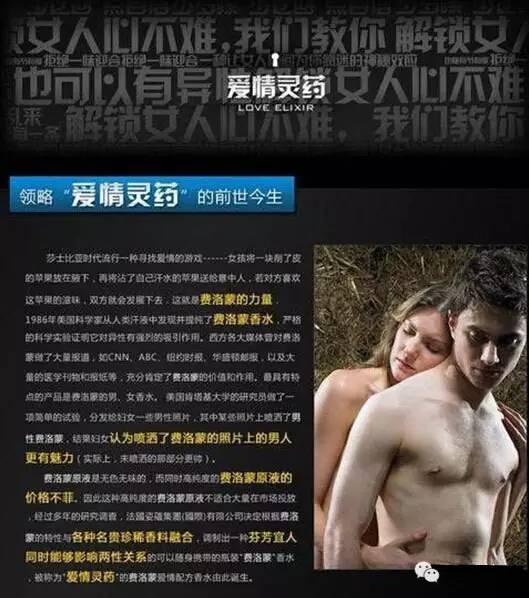 女人心不难,我们教你 解锁女人
拒绝一味迎合拒绝一味迎合
也可以有异
爱情灵药
LOVE ELIXIR
有一条 解锁女人心不难, 我们教
领略“爱情灵药”的前世今生
莎士比亚时代流行一种寻找爱情的游戏------女孩将一块削了皮
的苹果放在腋下，再将沾了自己汗水的苹果送给意中人，若对方喜欢
这苹果的滋味，双方就会发展下去，这就是费洛蒙的力量.
1986年美国科学家从人类汗液中发现并提纯了费洛蒙香水，严格
的科学实验证明它对异性有强烈的吸引作用。西方各大媒体曾对费洛
蒙做了大量报道，如CNN、ABC、纽约时报、华盛顿邮报，以及大
量的医学刊物和报纸等，充分肯定了费洛蒙的价值和作用。最具有特
点的产品是费洛蒙的男、女香水。 美国肯塔基大学的研究员做了一
项简单的试验，分发给妇女一些男性照片，其中某些照片上喷洒了男
性费洛蒙，结果妇女认为喷洒了费洛蒙的照片上的男人
更有魅力（实际上，未喷洒的那部分更帅）。
费洛蒙原液是无色无味的，而同时高纯度的费洛蒙原液的
价格不菲。因此这种高纯度的费洛蒙原液不适合大量在市场投放
，经过多年的研究调查，法國姿蘊集團(國際)有限公司决定根据费洛
蒙的特性与各种名贵珍稀香料融合，调制出一种芬芳宜人
同时能够影响两性关系的可以随身携带的瓶装“费洛蒙”香水
，被称为“爱情灵药”的费洛蒙爱情配方香水由此诞生。